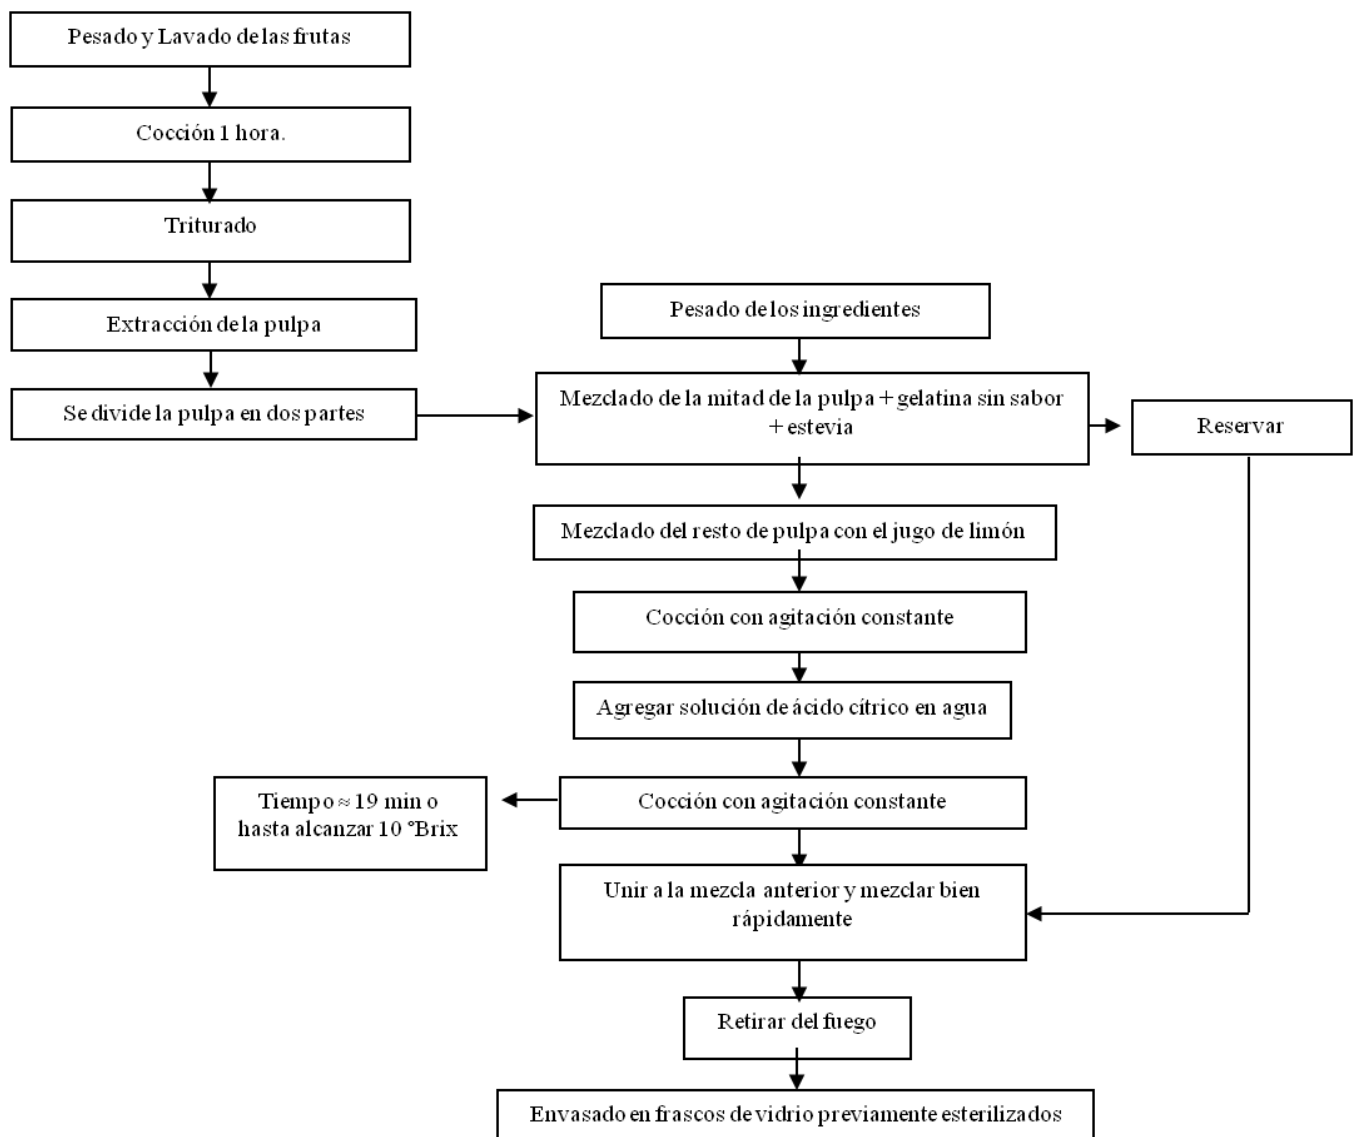 Pesado y Lavado de las frutas
Cocción 1 hora.
Triturado
Extracción de la pulpa
Se divide la pulpa en dos partes
Pesado de los ingredientes
Mezclado de la mitad de la pulpa + gelatina sin sabor
+ estevia
Reservar
Mezclado del resto de pulpa con el jugo de limón
Cocción con agitación constante
Agregar solución de ácido cítrico en agua
Cocción con agitación constante
Tiempo ≈ 19 min o
hasta alcanzar 10 °Brix
Unir a la mezcla anterior y mezclar bien
rápidamente
Retirar del fuego
Envasado en frascos de vidrio previamente esterilizados